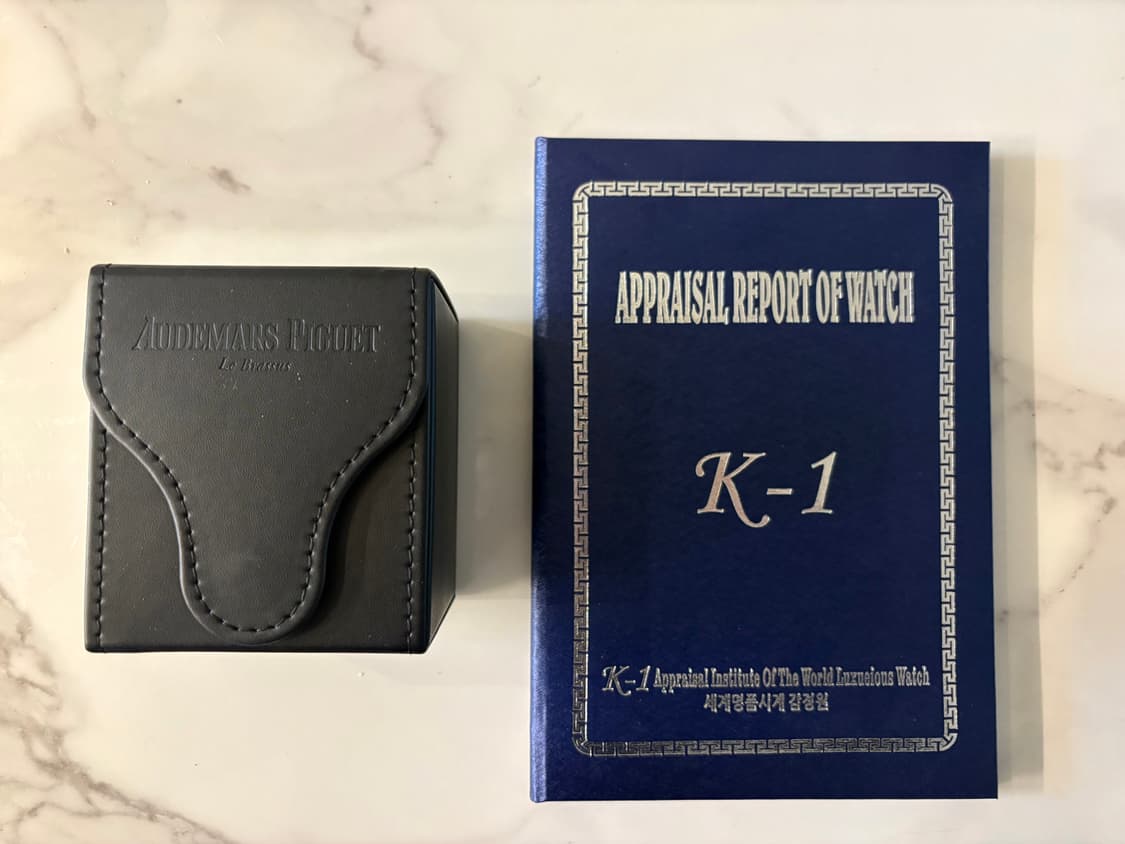 AUDEMARS PIGUET
Le Brassus
APPRAISAL REPORT OF WATCH
K-1
K-1 Appraisal Institute Of The World Luxucious Watch
세계명품시계 감정원